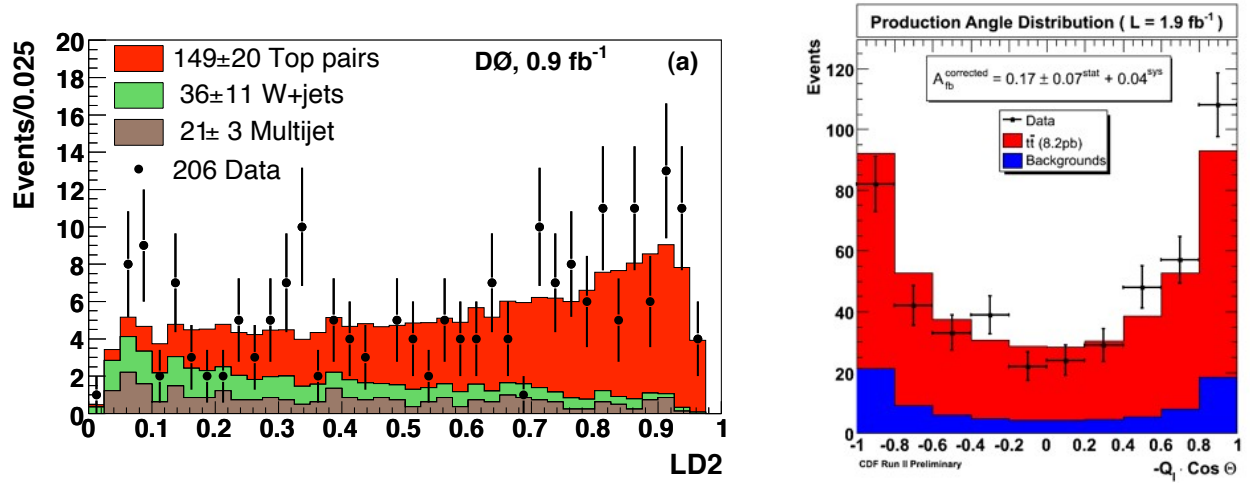 DØ, 0.9 fb-1
(a)
149±20 Top pairs
36±11 W+jets
21± 3 Multijet
206 Data
Events/0.025
20
18
16
14
12
10
8
6
4
2
0
0 0.1 0.2 0.3 0.4 0.5 0.6 0.7 0.8 0.9 1
LD2
Production Angle Distribution ( L = 1.9 fb-1)
A fb corrected = 0.17 ± 0.07 stat + 0.04 sys
Data
tt̄ (8.2pb)
Backgrounds
Events
120
100
80
60
40
20
0
-1 -0.8 -0.6 -0.4 -0.2 0 0.2 0.4 0.6 0.8 1
CDF Run II Preliminary
-Ql · Cos Θ